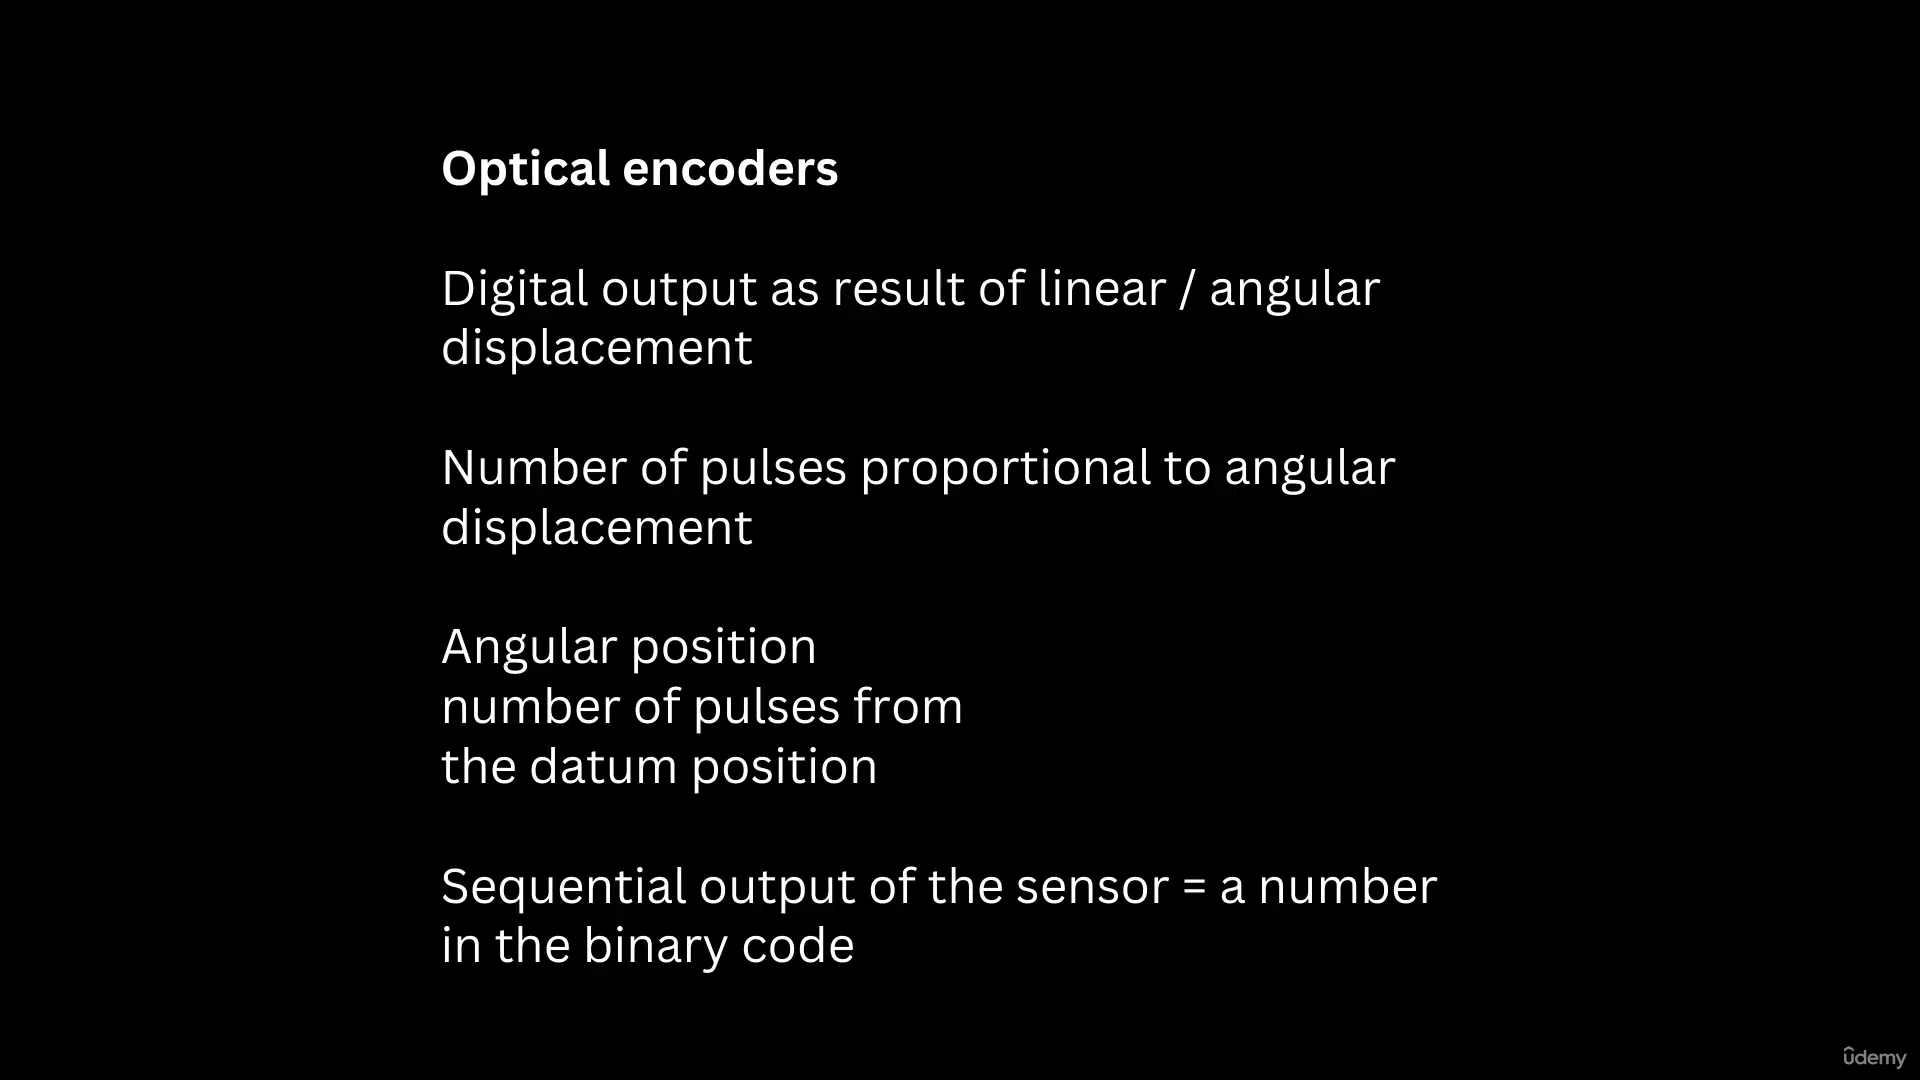 Optical encoders
Digital output as result of linear / angular
displacement
Number of pulses proportional to angular
displacement
Angular position
number of pulses from
the datum position
Sequential output of the sensor = a number
in the binary code
ûdemy